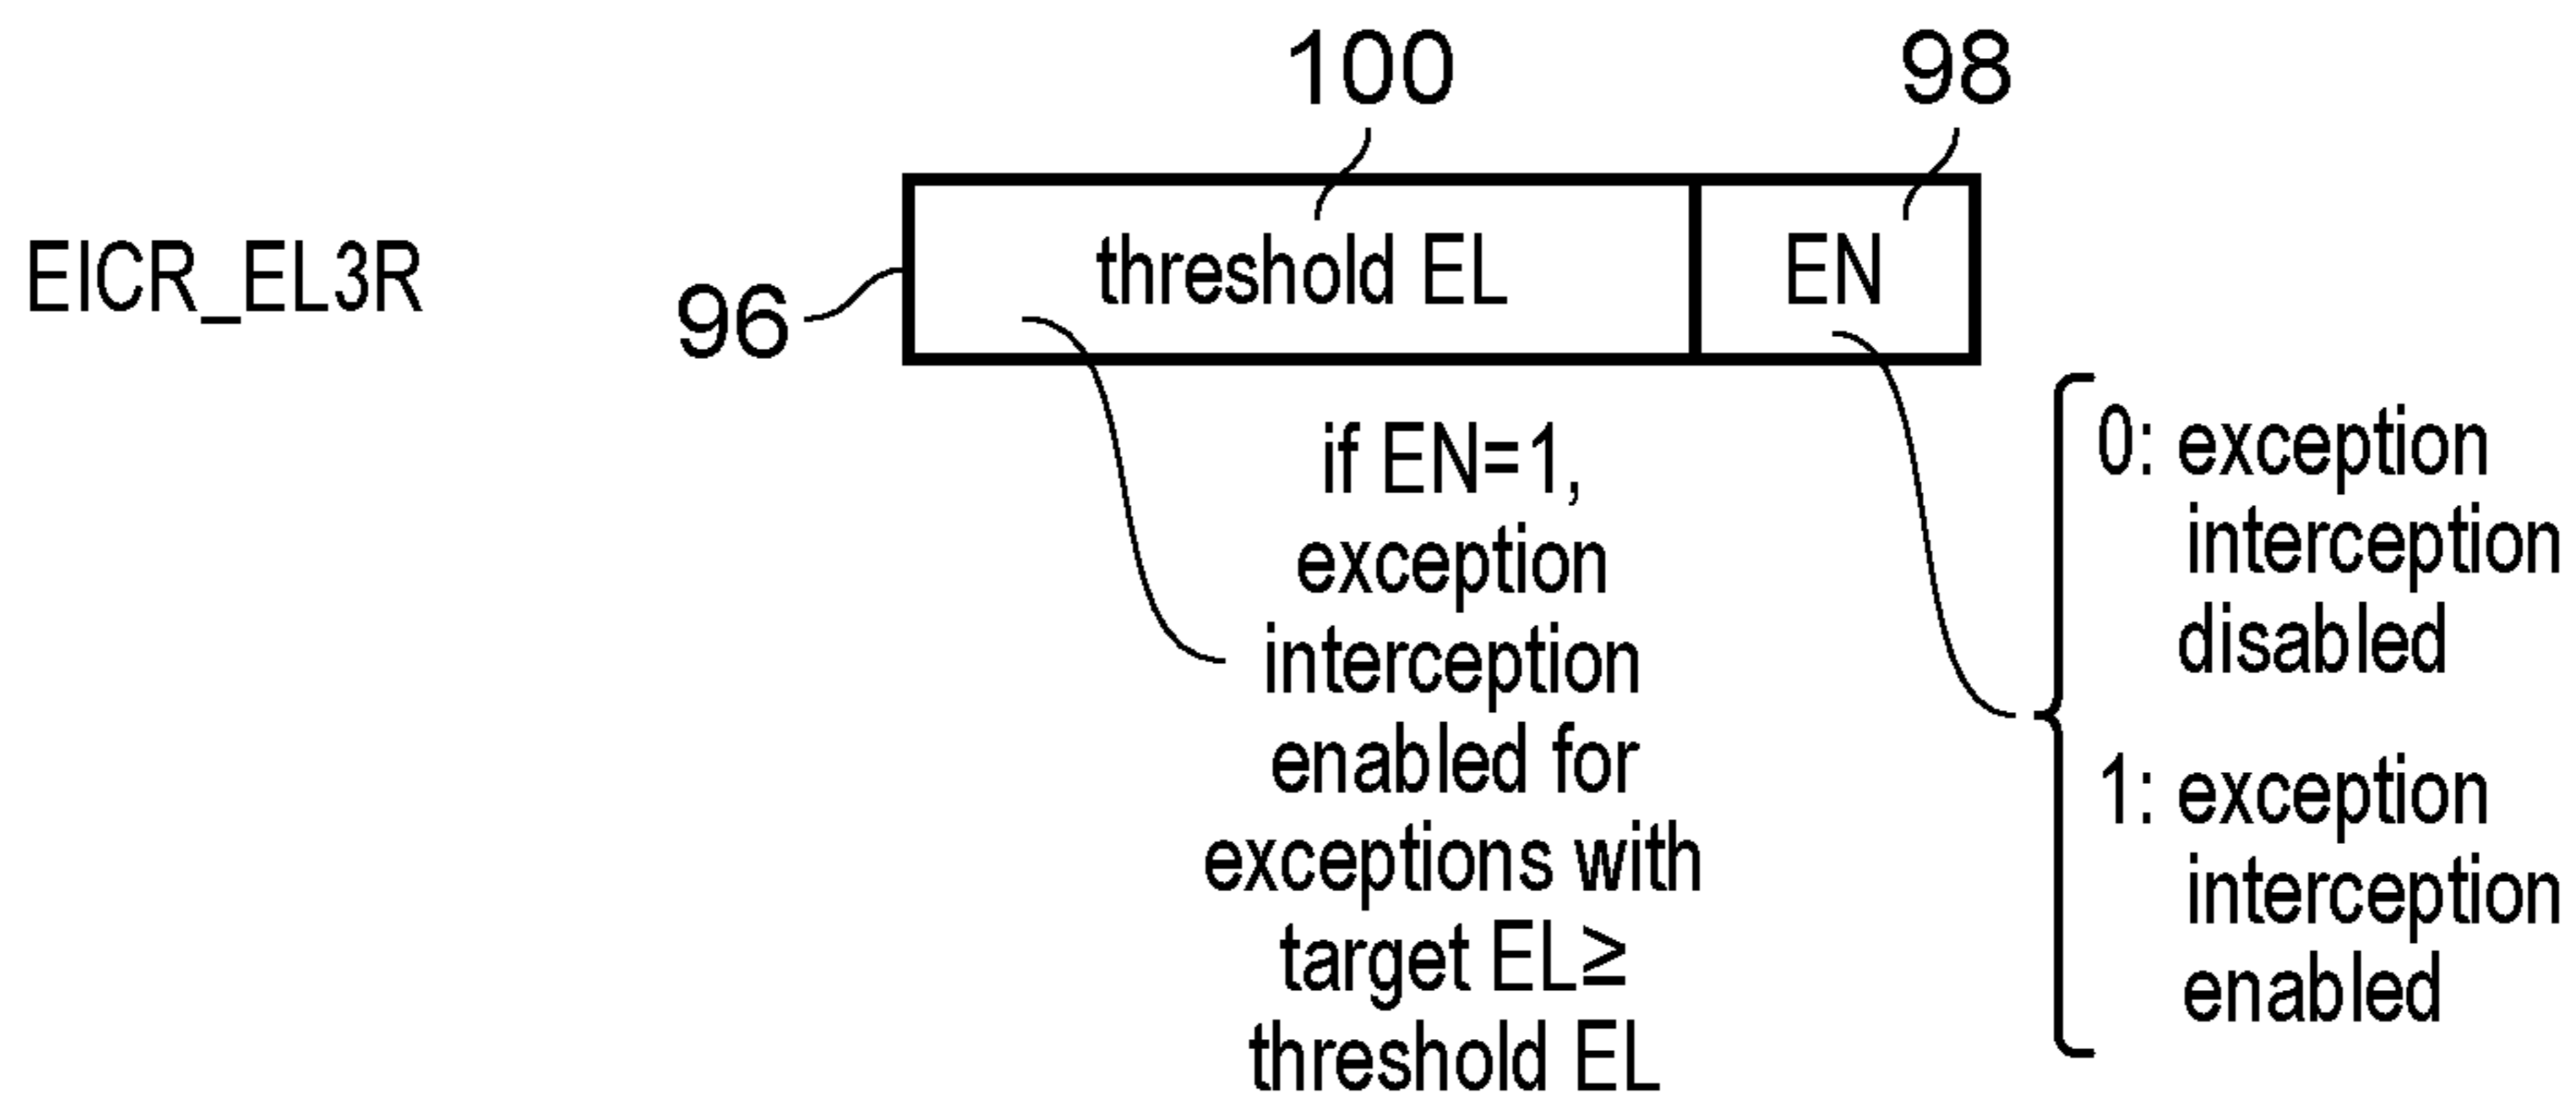 100
98
EICR_EL3R
96
threshold EL
EN
if EN=1,
exception
interception
enabled for
exceptions with
target EL≥
threshold EL
0: exception
interception
disabled
1: exception
interception
enabled